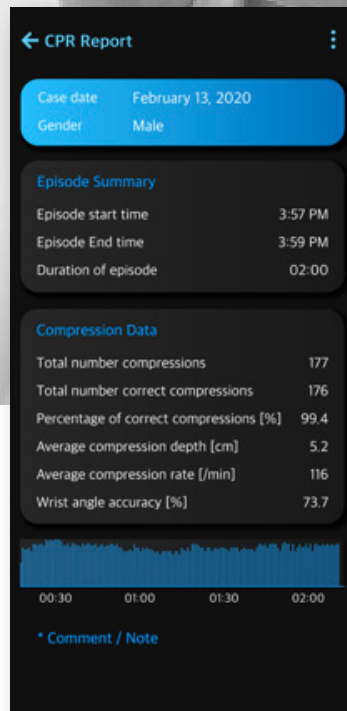 ← CPR Report
Case date February 13, 2020
Gender Male
Episode Summary
Episode start time 3:57 PM
Episode End time 3:59 PM
Duration of episode 02:00
Compression Data
Total number compressions 177
Total number correct compressions 176
Percentage of correct compressions [%] 99.4
Average compression depth [cm] 5.2
Average compression rate [/min] 116
Wrist angle accuracy [%] 73.7
00:30 01:00 01:30 02:00
* Comment / Note